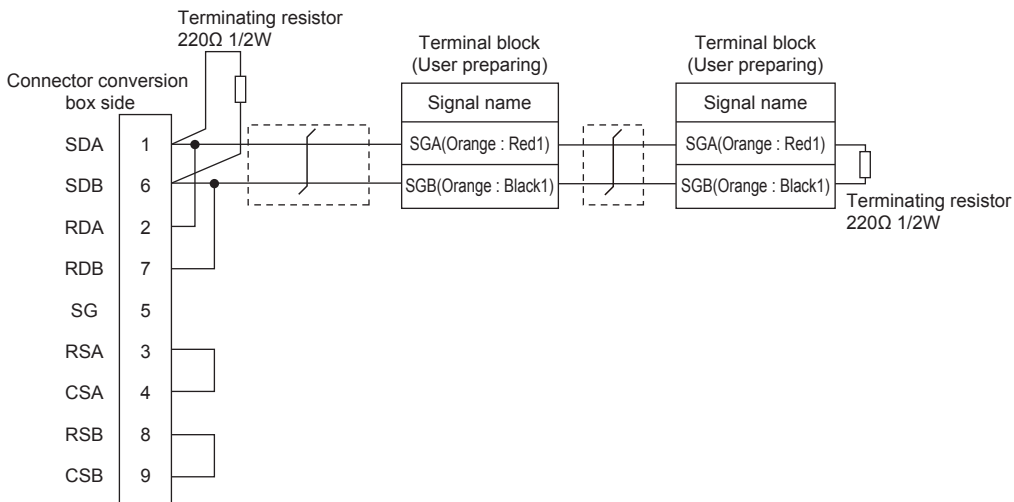 Terminating resistor
220Ω 1/2W
Connector conversion
box side
SDA 1
SDB 6
RDA 2
RDB 7
SG 5
RSA 3
CSA 4
RSB 8
CSB 9
Terminal block
(User preparing)
Signal name
SGA(Orange : Red1)
SGB(Orange : Black1)
Terminal block
(User preparing)
Signal name
SGA(Orange : Red1)
SGB(Orange : Black1)
Terminating resistor
220Ω 1/2W